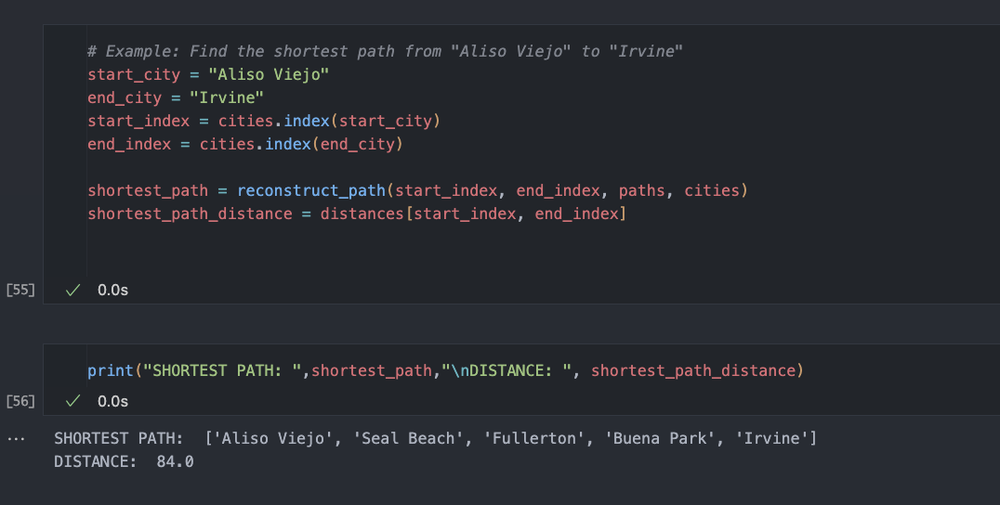 # Example: Find the shortest path from "Aliso Viejo" to "Irvine"
start_city = "Aliso Viejo"
end_city = "Irvine"
start_index = cities.index(start_city)
end_index = cities.index(end_city)
shortest_path = reconstruct_path(start_index, end_index, paths, cities)
shortest_path_distance = distances[start_index, end_index]
[55] ✓ 0.0s
print("SHORTEST PATH: ",shortest_path,"\nDISTANCE: ", shortest_path_distance)
[56] ✓ 0.0s
... SHORTEST PATH:  ['Aliso Viejo', 'Seal Beach', 'Fullerton', 'Buena Park', 'Irvine']
DISTANCE:  84.0